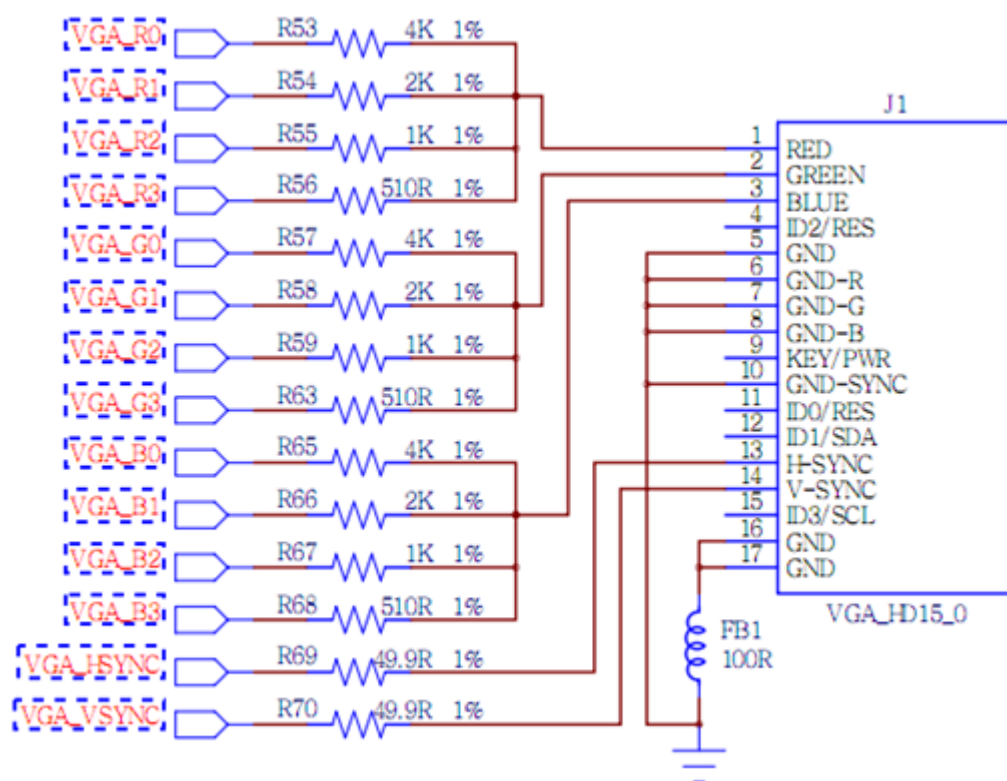 VGA_R0 R53 4K 1%
VGA_R1 R54 2K 1%
VGA_R2 R55 1K 1%
VGA_R3 R56 510R 1%
VGA_G0 R57 4K 1%
VGA_G1 R58 2K 1%
VGA_G2 R59 1K 1%
VGA_G3 R63 510R 1%
VGA_B0 R65 4K 1%
VGA_B1 R66 2K 1%
VGA_B2 R67 1K 1%
VGA_B3 R68 510R 1%
VGA_HSYNC R69 49.9R 1%
VGA_VSYNC R70 49.9R 1%
J1
1 RED
2 GREEN
3 BLUE
4 ID2/RES
5 GND
6 GND-R
7 GND-G
8 GND-B
9 KEY/PWR
10 GND-SYNC
11 ID0/RES
12 ID1/SDA
13 H-SYNC
14 V-SYNC
15 ID3/SCL
16 GND
17 GND
VGA_HD15_0
FB1
100R